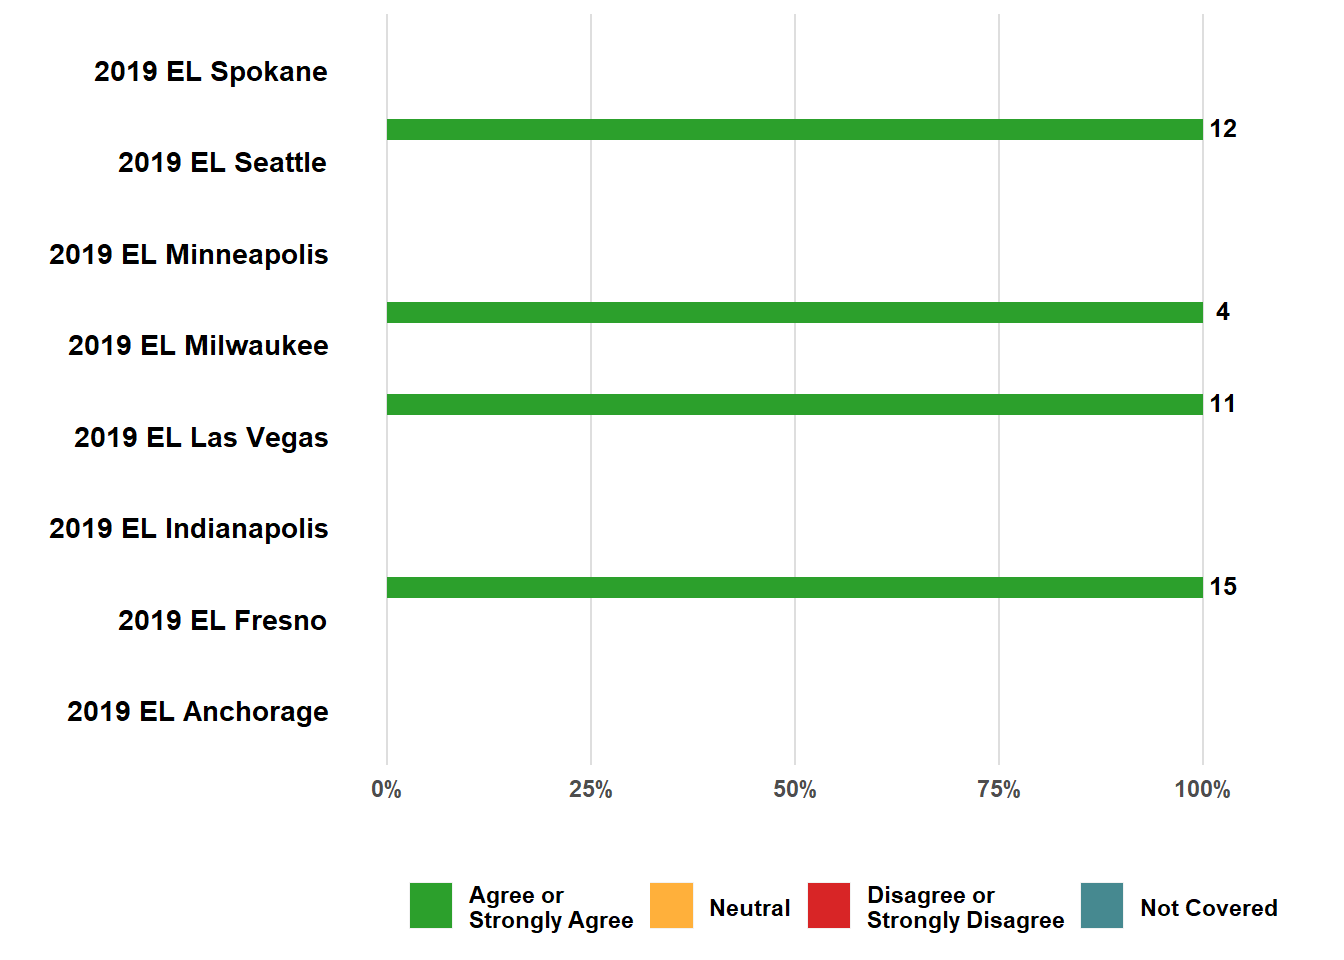 2019 EL Spokane
12
2019 EL Seattle
2019 EL Minneapolis
4
2019 EL Milwaukee
11
2019 EL Las Vegas
2019 EL Indianapolis
15
2019 EL Fresno
2019 EL Anchorage
0% 25% 50% 75% 100%
Agree or
Strongly Agree
Neutral
Disagree or
Strongly Disagree
Not Covered